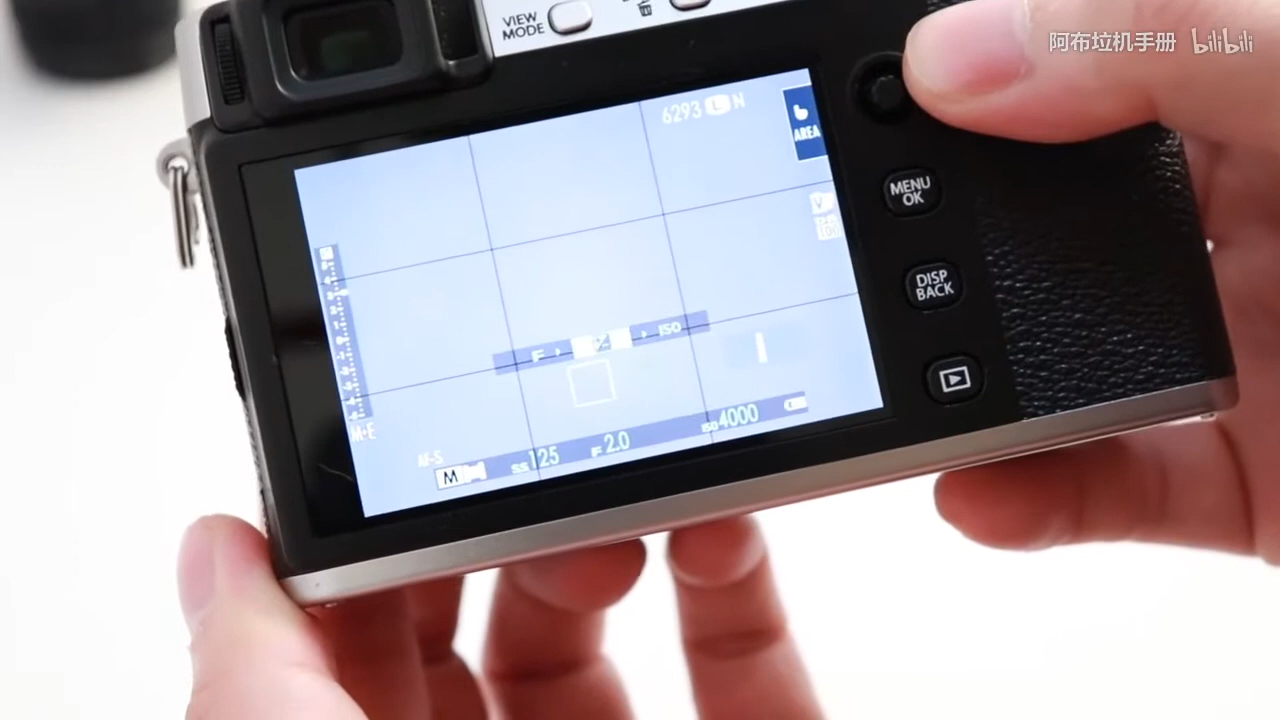 VIEW
MODE
阿布垃机手册 bilibili
6293 L N
AREA
MENU
OK
V
100
DISP
BACK
F ISO
M•E
AF-S
M SS 125 F 2.0 ISO 4000